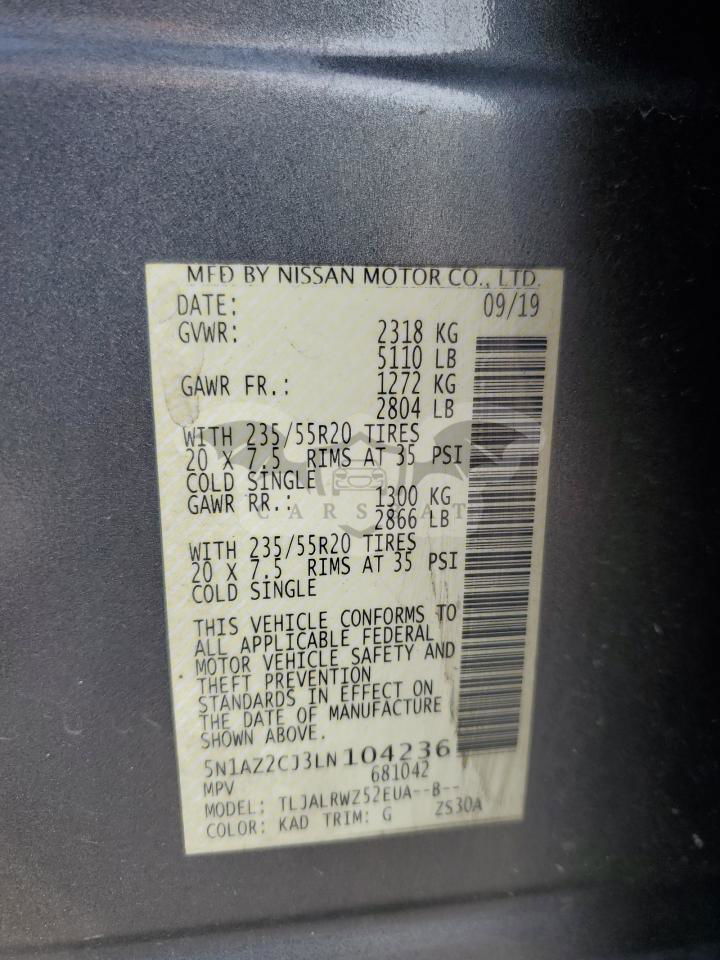 MFD BY NISSAN MOTOR CO., LTD.
DATE: 09/19
GVWR: 2318 KG
5110 LB
GAWR FR.: 1272 KG
2804 LB
WITH 235/55R20 TIRES
20 X 7.5 RIMS AT 35 PSI
COLD SINGLE
GAWR RR.: 1300 KG
CARSBAT
2866 LB
WITH 235/55R20 TIRES
20 X 7.5 RIMS AT 35 PSI
COLD SINGLE
THIS VEHICLE CONFORMS TO
ALL APPLICABLE FEDERAL
MOTOR VEHICLE SAFETY AND
THEFT PREVENTION
STANDARDS IN EFFECT ON
THE DATE OF MANUFACTURE
SHOWN ABOVE.
5N1AZ2CJ3LN104236
MPV 681042
MODEL: TLJALRWZ52EUA--B--
COLOR: KAD TRIM: G ZS30A